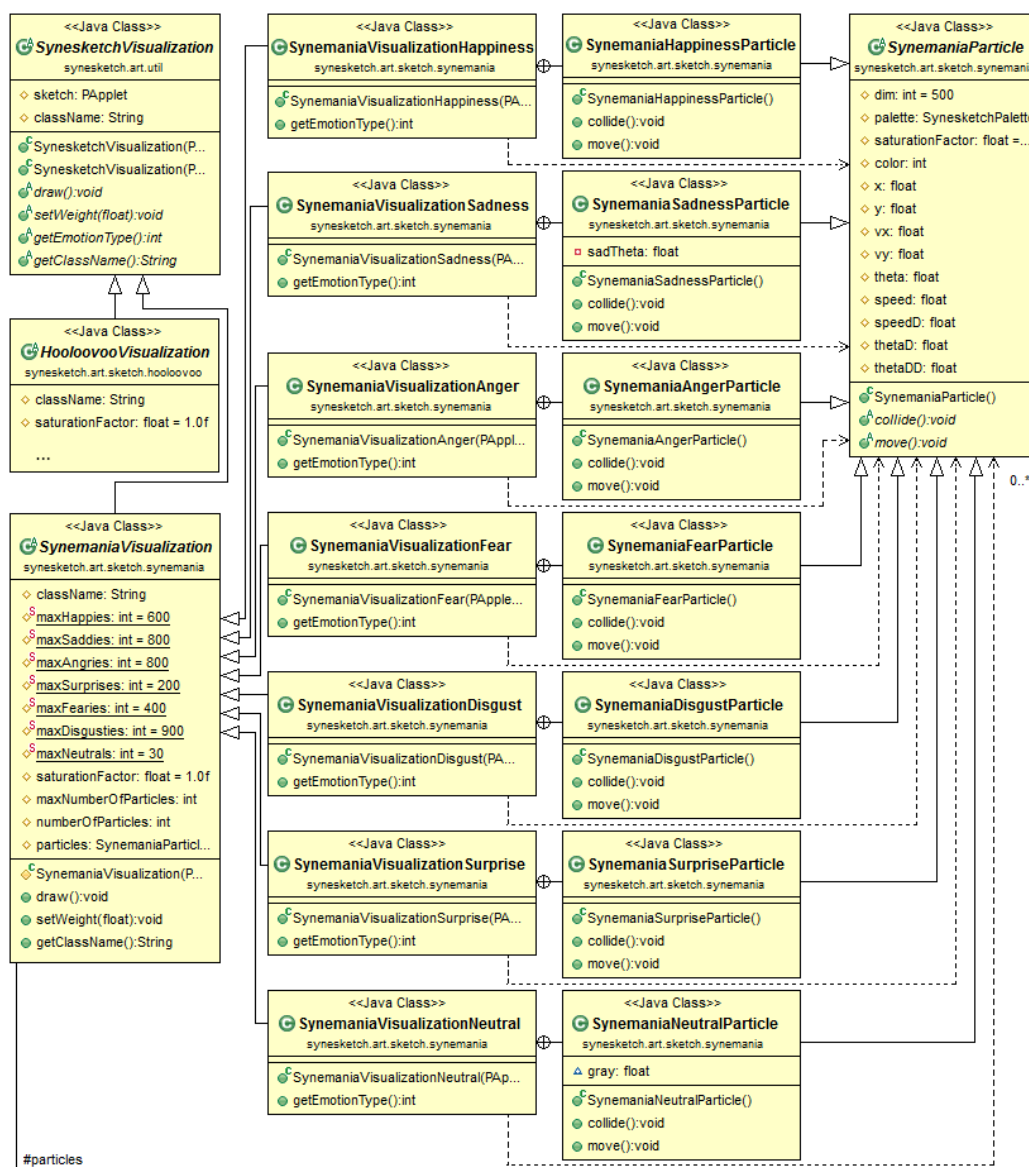 <<Java Class>>
SynesketchVisualization
synesketch.art.util
sketch: PApplet
className: String
SynesketchVisualization(P...
SynesketchVisualization(P...
draw():void
setWeight(float):void
getEmotionType():int
getClassName():String
<<Java Class>>
HooloovooVisualization
synesketch.art.sketch.hooloovoo
className: String
saturationFactor: float = 1.0f
...
<<Java Class>>
SynemaniaVisualization
synesketch.art.sketch.synemania
className: String
maxHappies: int = 600
maxSaddies: int = 800
maxAngries: int = 800
maxSurprises: int = 200
maxFearies: int = 400
maxDisgusties: int = 900
maxNeutrals: int = 30
saturationFactor: float = 1.0f
maxNumberOfParticles: int
numberOfParticles: int
particles: SynemaniaParticl...
SynemaniaVisualization(P...
draw():void
setWeight(float):void
getClassName():String
#particles
<<Java Class>>
SynemaniaVisualizationHappiness
synesketch.art.sketch.synemania
SynemaniaVisualizationHappiness(PA...
getEmotionType():int
<<Java Class>>
SynemaniaVisualizationSadness
synesketch.art.sketch.synemania
SynemaniaVisualizationSadness(PA...
getEmotionType():int
<<Java Class>>
SynemaniaVisualizationAnger
synesketch.art.sketch.synemania
SynemaniaVisualizationAnger(PAppl...
getEmotionType():int
<<Java Class>>
SynemaniaVisualizationFear
synesketch.art.sketch.synemania
SynemaniaVisualizationFear(PApple...
getEmotionType():int
<<Java Class>>
SynemaniaVisualizationDisgust
synesketch.art.sketch.synemania
SynemaniaVisualizationDisgust(PA...
getEmotionType():int
<<Java Class>>
SynemaniaVisualizationSurprise
synesketch.art.sketch.synemania
SynemaniaVisualizationSurprise(PA...
getEmotionType():int
<<Java Class>>
SynemaniaVisualizationNeutral
synesketch.art.sketch.synemania
SynemaniaVisualizationNeutral(PAp...
getEmotionType():int
<<Java Class>>
SynemaniaHappinessParticle
synesketch.art.sketch.synemania
SynemaniaHappinessParticle()
collide():void
move():void
<<Java Class>>
SynemaniaSadnessParticle
synesketch.art.sketch.synemania
sadTheta: float
SynemaniaSadnessParticle()
collide():void
move():void
<<Java Class>>
SynemaniaAngerParticle
synesketch.art.sketch.synemania
SynemaniaAngerParticle()
collide():void
move():void
<<Java Class>>
SynemaniaFearParticle
synesketch.art.sketch.synemania
SynemaniaFearParticle()
collide():void
move():void
<<Java Class>>
SynemaniaDisgustParticle
synesketch.art.sketch.synemania
SynemaniaDisgustParticle()
collide():void
move():void
<<Java Class>>
SynemaniaSurpriseParticle
synesketch.art.sketch.synemania
SynemaniaSurpriseParticle()
collide():void
move():void
<<Java Class>>
SynemaniaNeutralParticle
synesketch.art.sketch.synemania
gray: float
SynemaniaNeutralParticle()
collide():void
move():void
<<Java Class>>
SynemaniaParticle
synesketch.art.sketch.synemani
dim: int = 500
palette: SynesketchPalette
saturationFactor: float =...
color: int
x: float
y: float
vx: float
vy: float
theta: float
speed: float
speedD: float
thetaD: float
thetaDD: float
SynemaniaParticle()
collide():void
move():void
0..*